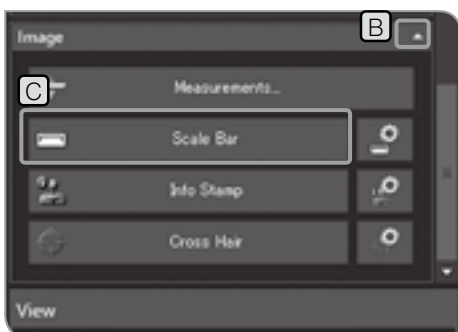 Image
B
C
Measurements...
Scale Bar
Info Stamp
Cross Hair
View